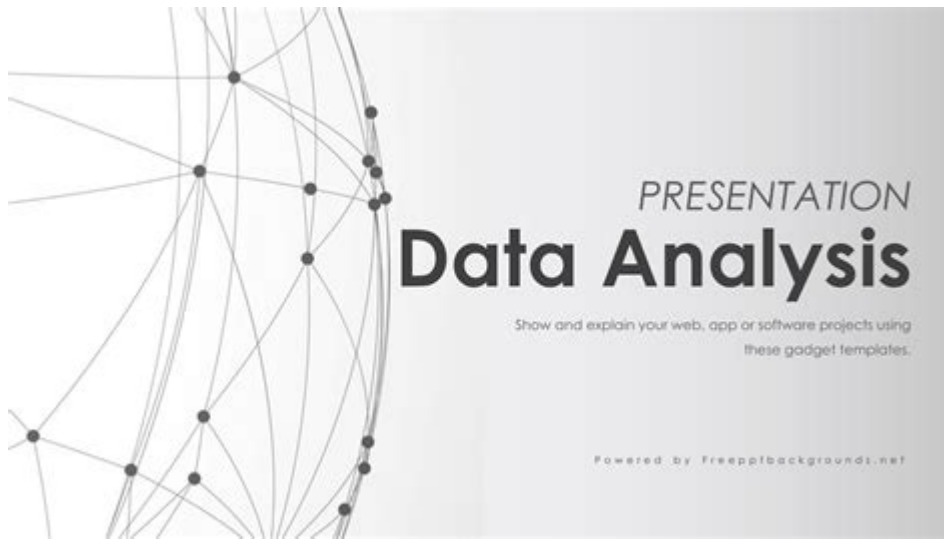 PRESENTATION
Data Analysis
Show and explain your web, app or software projects using
these gadget templates.
Powered by Freepptbackgrounds.net